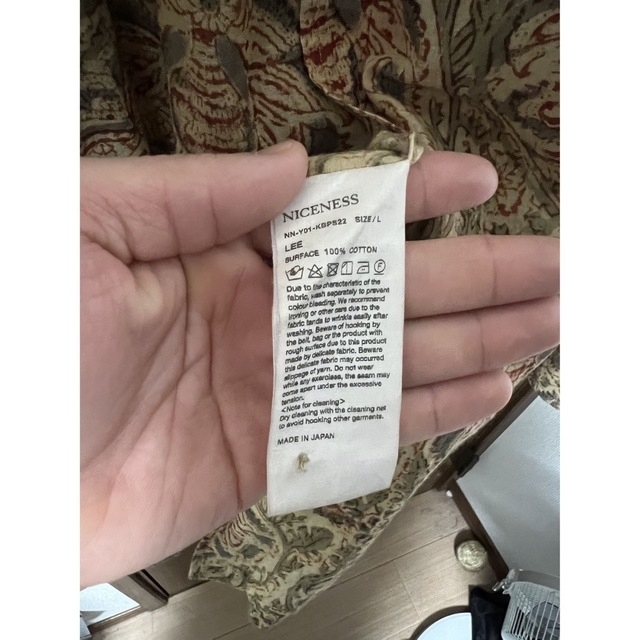 NICENESS
NN-Y01-KBPS22 SIZE/L
LEE
SURFACE 100% COTTON
Due to the characteristic of the
fabric, wash separately to prevent
colour bleeding. We recommend
ironing or other care due to the
fabric tends to wrinkle easily after
washing. Beware of hooking by
the belt, bag or the product with
rough surface due to this product
made by delicate fabric. Beware
this delicate fabric may occurred
slippage of yarn. Do not wear
while any exercises, the seam may
come apart under the excessive
tension.
<Note for cleaning>
Dry cleaning with the cleaning net
to avoid hooking other garments.
MADE IN JAPAN